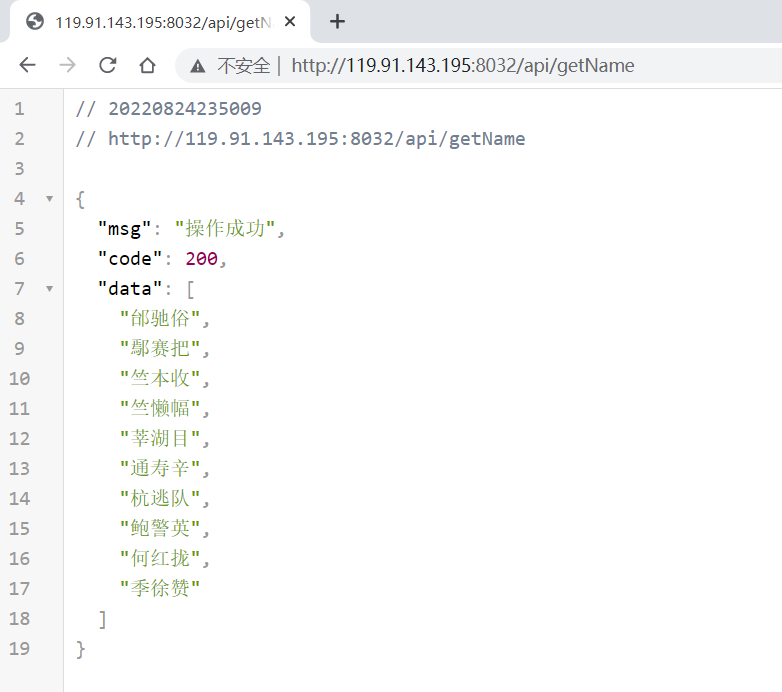 119.91.143.195:8032/api/getN
不安全 | http://119.91.143.195:8032/api/getName
1 // 20220824235009
2 // http://119.91.143.195:8032/api/getName
3
4 {
5 "msg": "操作成功",
6 "code": 200,
7 "data": [
8 "邰驰俗",
9 "鄢赛把",
10 "竺本收",
11 "竺懒幅",
12 "莘湖目",
13 "通寿辛",
14 "杭逃队",
15 "鲍警英",
16 "何红拢",
17 "季徐赞"
18 ]
19 }